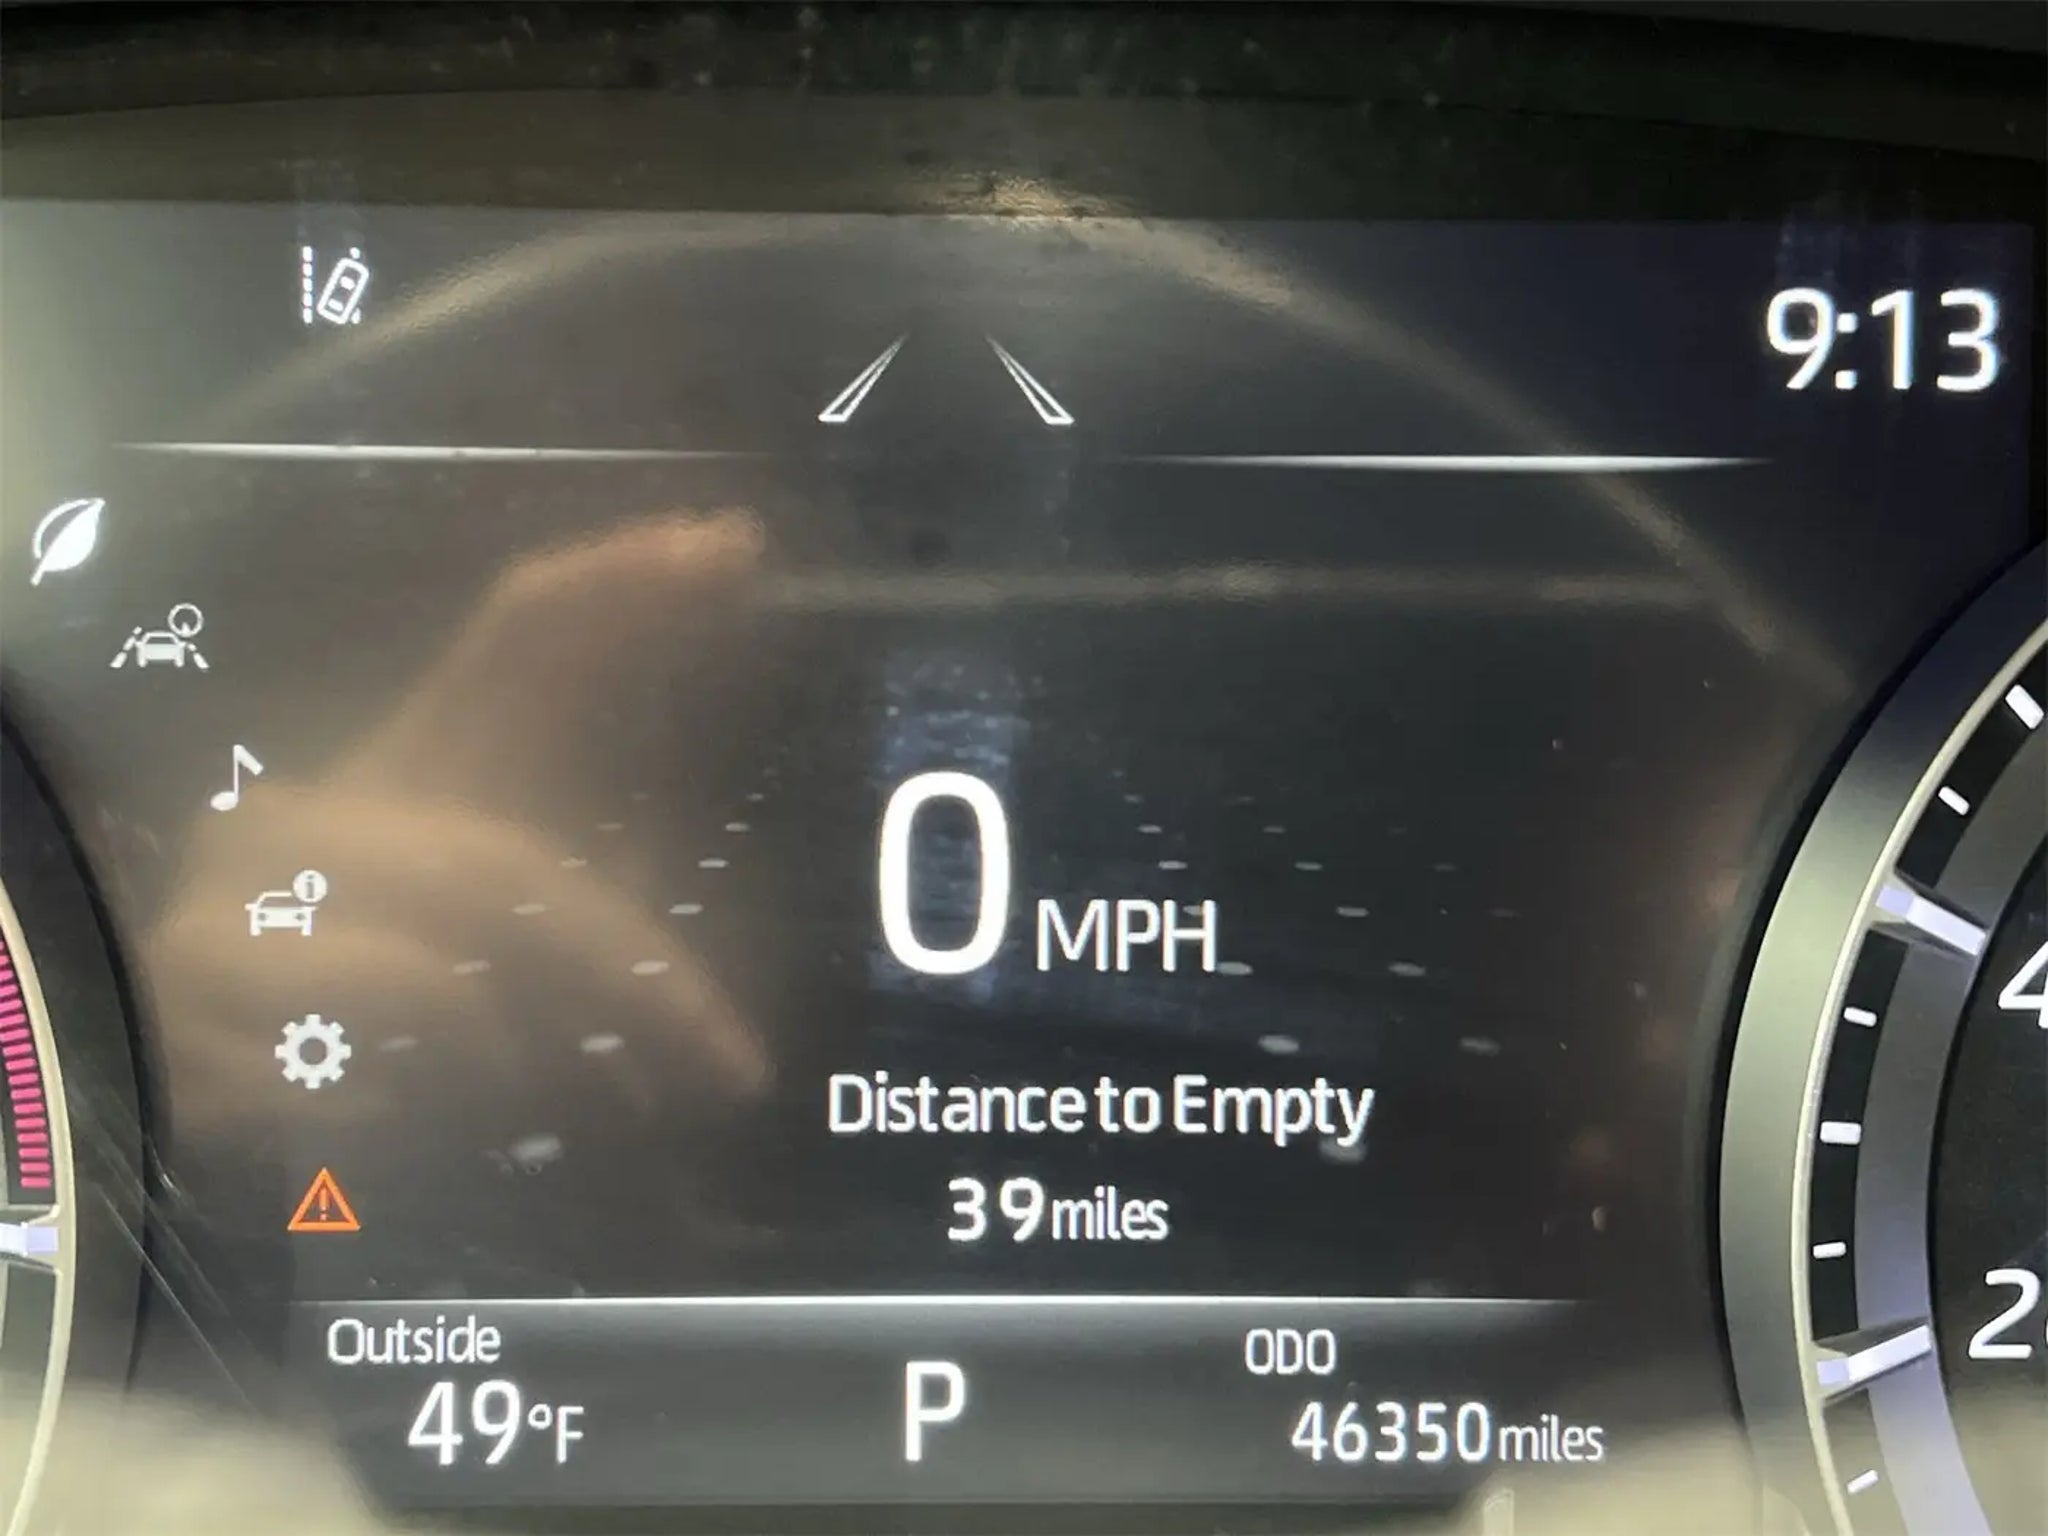 9:13
0 MPH
Distance to Empty
39 miles
Outside
49°F
P
ODO
46350 miles